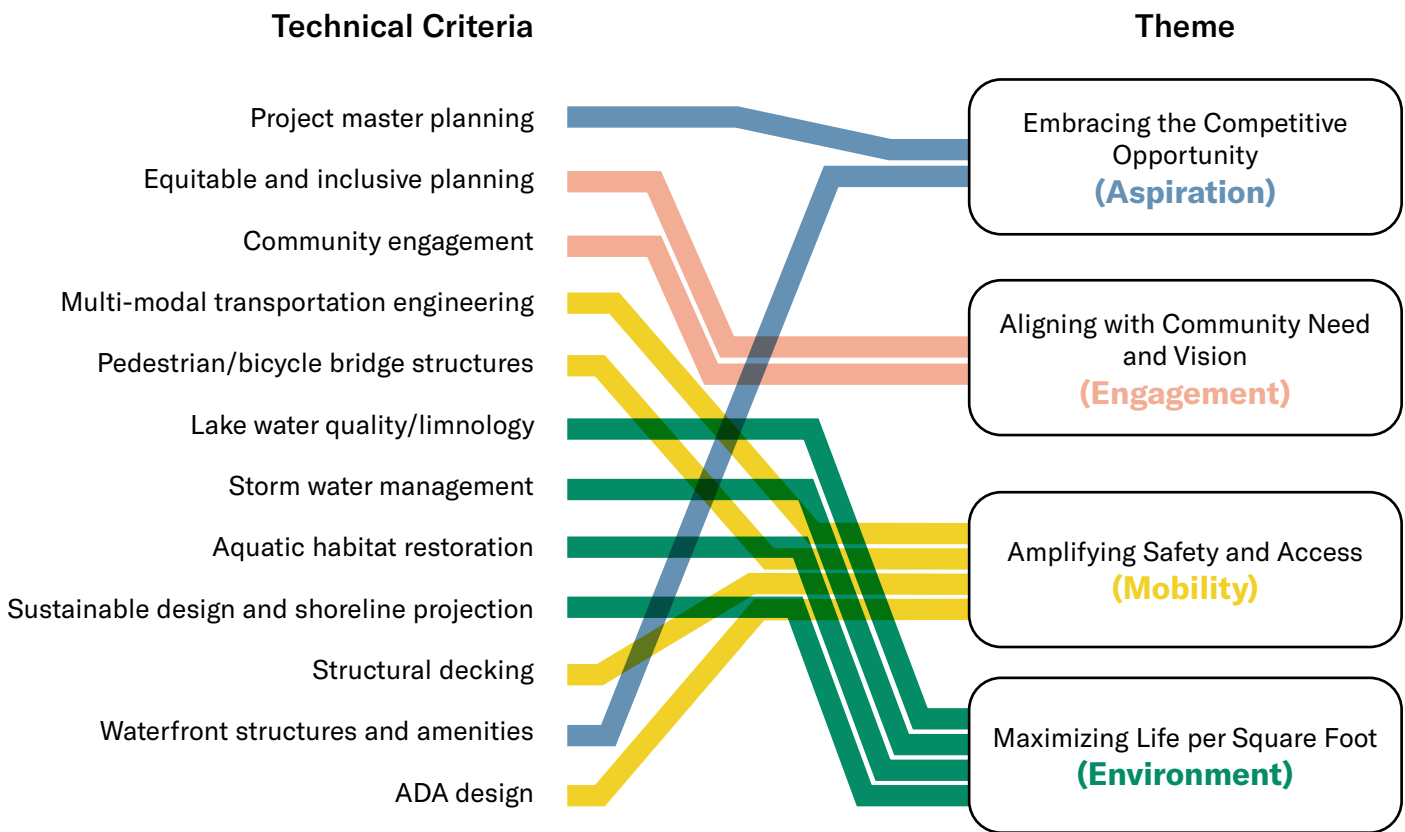 Technical Criteria
Project master planning
Equitable and inclusive planning
Community engagement
Multi-modal transportation engineering
Pedestrian/bicycle bridge structures
Lake water quality/limnology
Storm water management
Aquatic habitat restoration
Sustainable design and shoreline projection
Structural decking
Waterfront structures and amenities
ADA design
Theme
Embracing the Competitive
Opportunity
(Aspiration)
Aligning with Community Need
and Vision
(Engagement)
Amplifying Safety and Access
(Mobility)
Maximizing Life per Square Foot
(Environment)